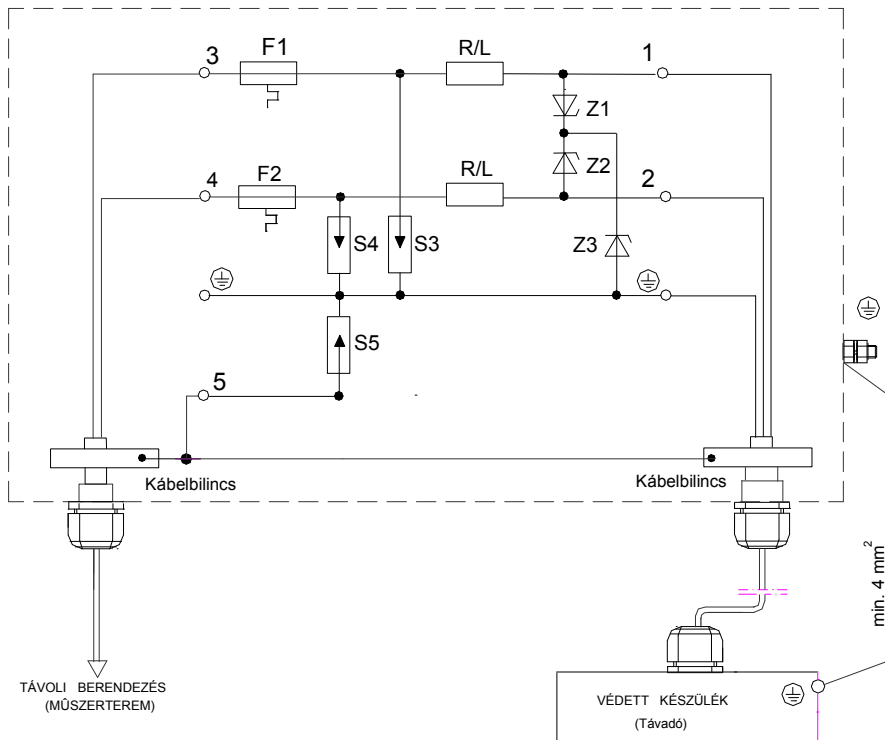 3 F1 R/L 1
Z1
4 F2 R/L Z2 2
S4 S3 Z3
S5
5
Kábelbilincs Kábelbilincs
min. 4 mm²
TÁVOLI BERENDEZÉS
(MÛSZERTEREM)
VÉDETT KÉSZÜLÉK
(Távadó)